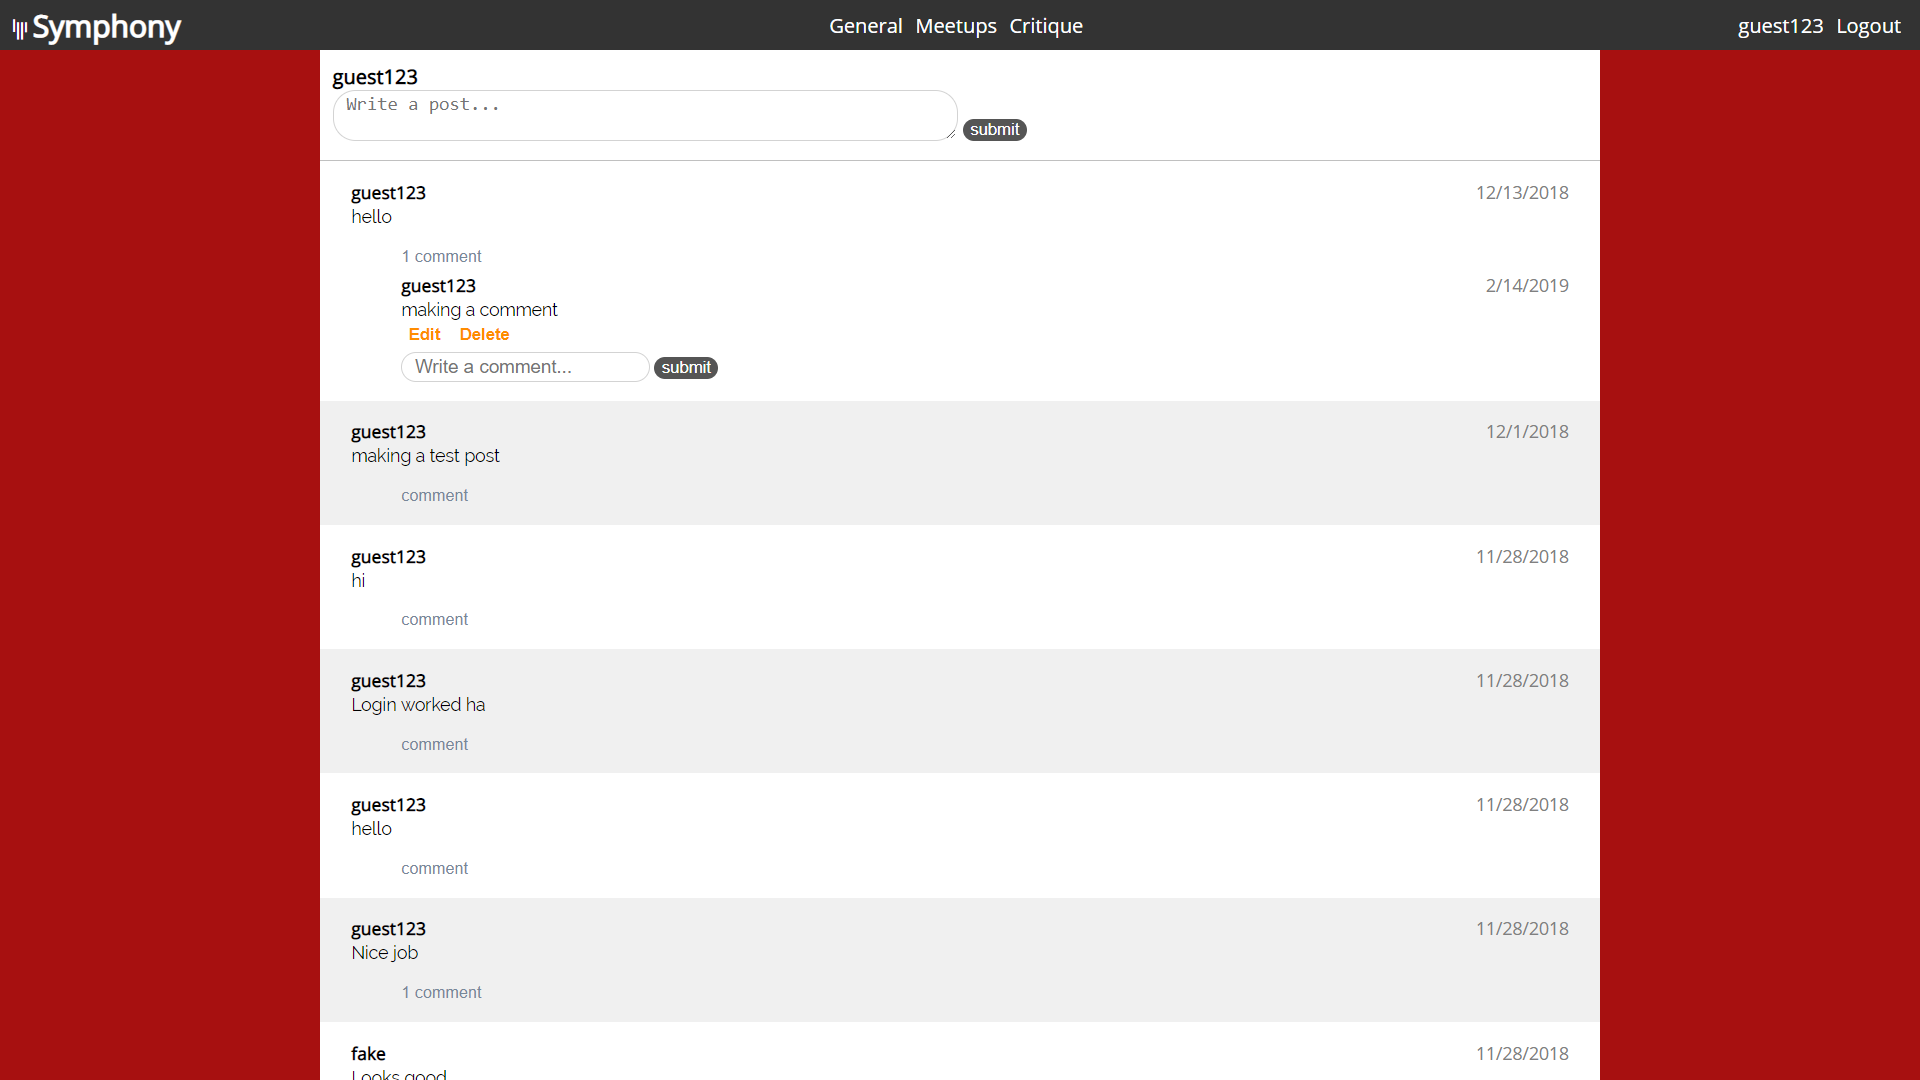 Symphony General Meetups Critique guest123 Logout
guest123
Write a post...
submit
guest123 12/13/2018
hello
1 comment
guest123 2/14/2019
making a comment
Edit Delete
Write a comment... submit
guest123 12/1/2018
making a test post
comment
guest123 11/28/2018
hi
comment
guest123 11/28/2018
Login worked ha
comment
guest123 11/28/2018
hello
comment
guest123 11/28/2018
Nice job
1 comment
fake 11/28/2018
Looks good